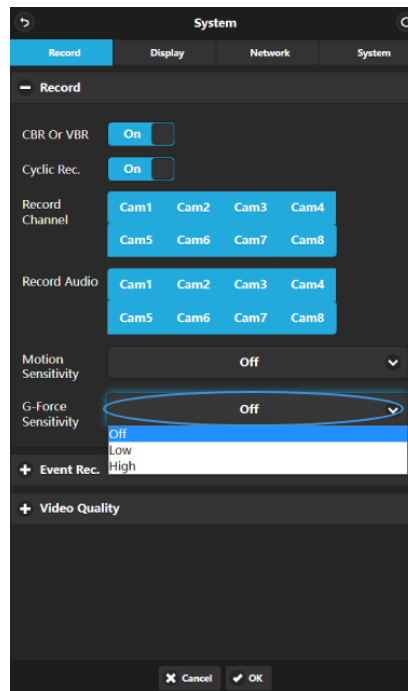 System
Record Display Network System
Record
CBR Or VBR On
Cyclic Rec. On
Record Channel
Cam1 Cam2 Cam3 Cam4
Cam5 Cam6 Cam7 Cam8
Record Audio
Cam1 Cam2 Cam3 Cam4
Cam5 Cam6 Cam7 Cam8
Motion
Sensitivity
Off
G-Force
Sensitivity
Off
Off
Low
High
Event Rec.
Video Quality
Cancel OK